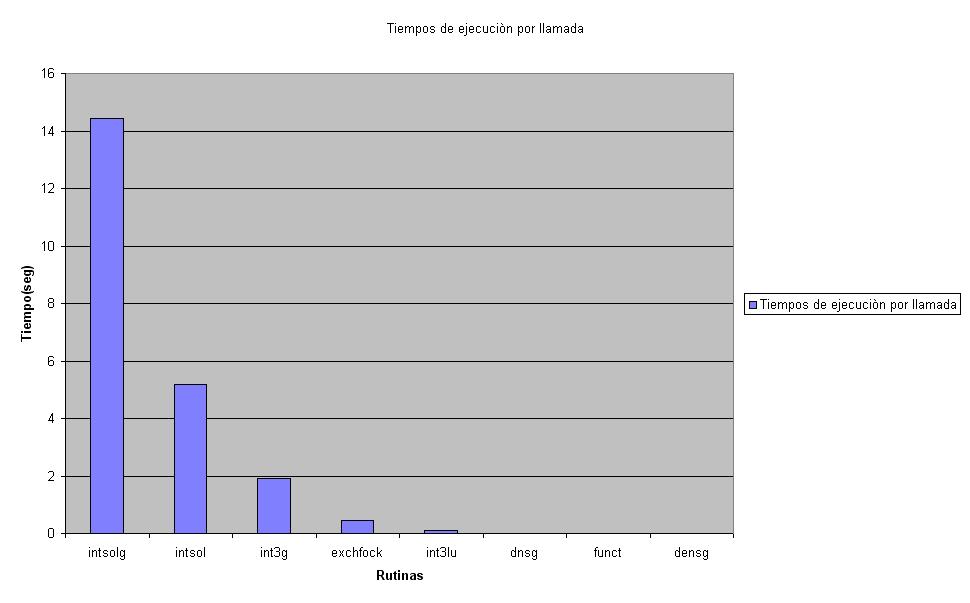 Tiempos de ejecuciòn por llamada
16
14
12
10
8
6
4
2
0
Tiempo(seg)
intsolg intsol int3g exchfock int3lu dnsg funct densg
Rutinas
Tiempos de ejecuciòn por llamada